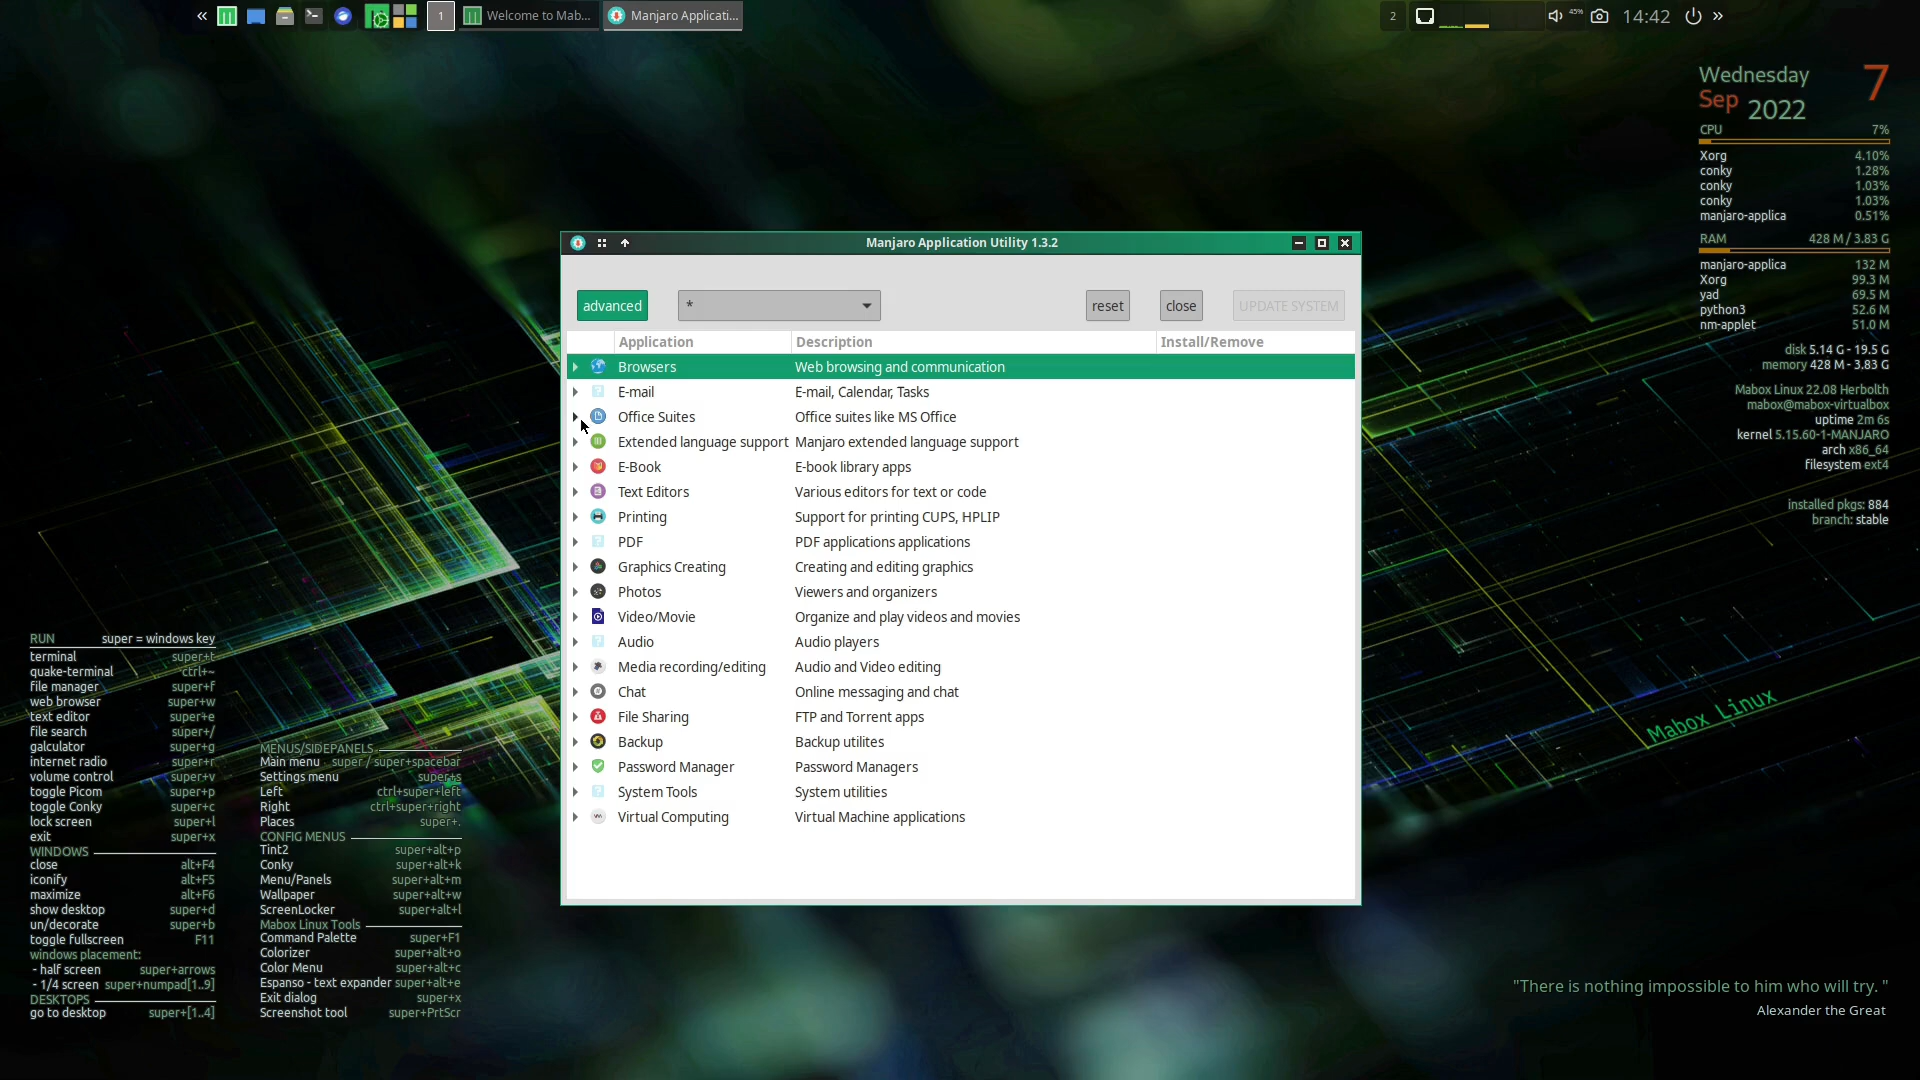 1
Welcome to Mab...
Manjaro Applicati...
2
45%
14:42
Wednesday 7
Sep 2022
CPU 7%
Xorg 4.10%
conky 1.28%
conky 1.03%
conky 1.03%
manjaro-applica 0.51%
RAM 428 M / 3.83 G
manjaro-applica 132 M
Xorg 99.3 M
yad 69.5 M
python3 52.6 M
nm-applet 51.0 M
disk 5.14 G - 19.5 G
memory 428 M - 3.83 G
Mabox Linux 22.08 Herbolth
mabox@mabox-virtualbox
uptime 2m 6s
kernel 5.15.60-1-MANJARO
arch x86_64
filesystem ext4
installed pkgs: 884
branch: stable
Manjaro Application Utility 1.3.2
advanced * reset close UPDATE SYSTEM
Application Description Install/Remove
Browsers Web browsing and communication
E-mail E-mail, Calendar, Tasks
Office Suites Office suites like MS Office
Extended language support Manjaro extended language support
E-Book E-book library apps
Text Editors Various editors for text or code
Printing Support for printing CUPS, HPLIP
PDF PDF applications applications
Graphics Creating Creating and editing graphics
Photos Viewers and organizers
Video/Movie Organize and play videos and movies
Audio Audio players
Media recording/editing Audio and Video editing
Chat Online messaging and chat
File Sharing FTP and Torrent apps
Backup Backup utilites
Password Manager Password Managers
System Tools System utilities
Virtual Computing Virtual Machine applications
RUN super = windows key
terminal super+t
quake-terminal ctrl+~
file manager super+f
web browser super+w
text editor super+e
file search super+/
galculator super+g
internet radio super+r
volume control super+v
toggle Picom super+p
toggle Conky super+c
lock screen super+l
exit super+x
WINDOWS
close alt+F4
iconify alt+F5
maximize alt+F6
show desktop super+d
un/decorate super+b
toggle fullscreen F11
windows placement:
- half screen super+arrows
- 1/4 screen super+numpad[1..9]
DESKTOPS
go to desktop super+[1..4]
MENUS/SIDEPANELS
Main menu super / super+spacebar
Settings menu super+s
Left ctrl+super+left
Right ctrl+super+right
Places super+.
CONFIG MENUS
Tint2 super+alt+p
Conky super+alt+k
Menu/Panels super+alt+m
Wallpaper super+alt+w
ScreenLocker super+alt+l
Mabox Linux Tools
Command Palette super+F1
Colorizer super+alt+o
Color Menu super+alt+c
Espanso - text expander super+alt+e
Exit dialog super+x
Screenshot tool super+PrtScr
Mabox Linux
"There is nothing impossible to him who will try. "
Alexander the Great